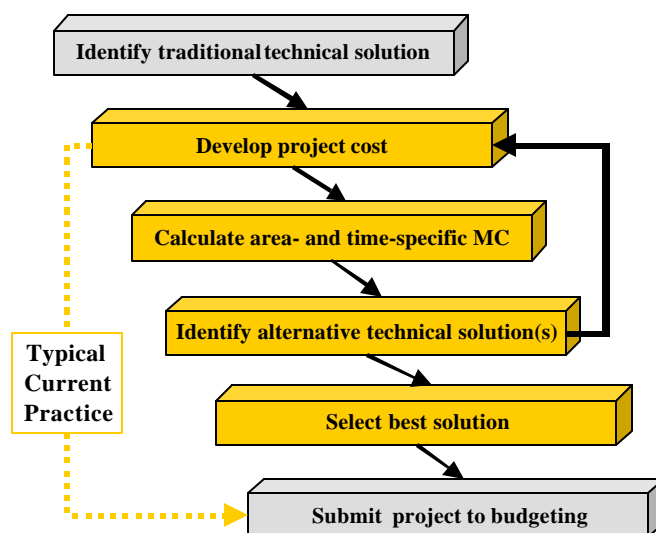 Identify traditional technical solution
Develop project cost
Calculate area- and time-specific MC
Identify alternative technical solution(s)
Typical
Current
Practice
Select best solution
Submit project to budgeting